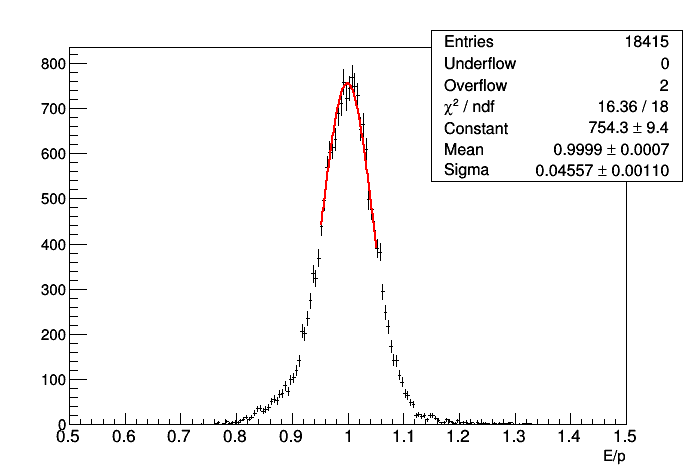 Entries 18415
Underflow 0
Overflow 2
χ² / ndf 16.36 / 18
Constant 754.3 ± 9.4
Mean 0.9999 ± 0.0007
Sigma 0.04557 ± 0.00110
800
700
600
500
400
300
200
100
0
0.5 0.6 0.7 0.8 0.9 1 1.1 1.2 1.3 1.4 1.5
E/p